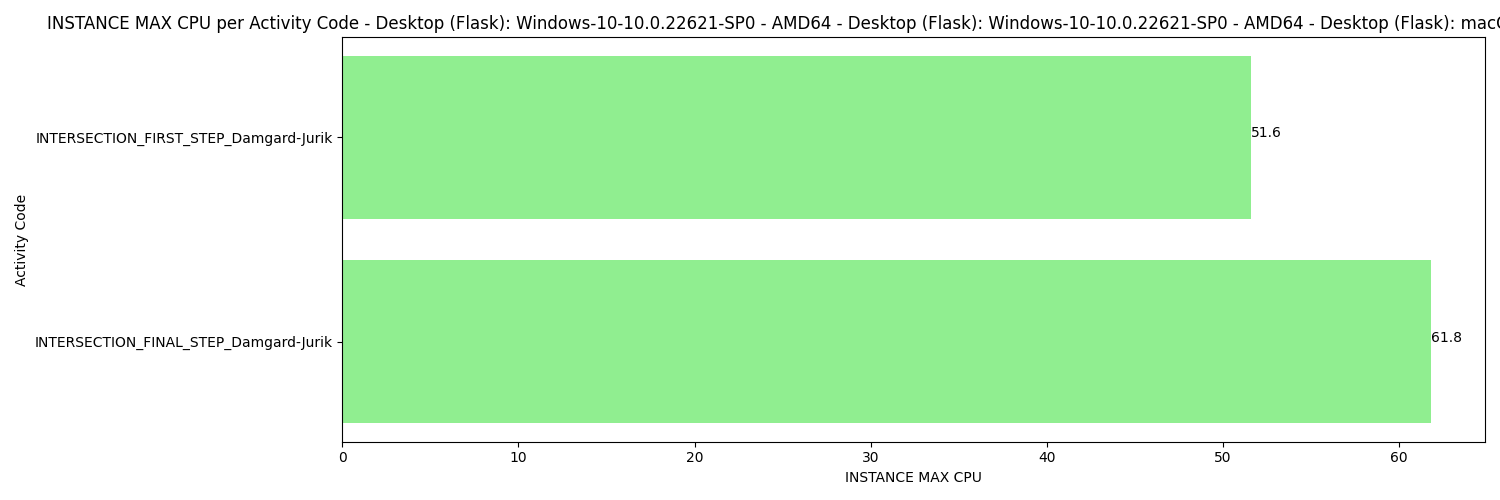 INSTANCE MAX CPU per Activity Code - Desktop (Flask): Windows-10-10.0.22621-SP0 - AMD64 - Desktop (Flask): Windows-10-10.0.22621-SP0 - AMD64 - Desktop (Flask):
INTERSECTION_FIRST_STEP_Damgard-Jurik
51.6
Activity Code
INTERSECTION_FINAL_STEP_Damgard-Jurik
61.8
0 10 20 30 40 50 60
INSTANCE MAX CPU